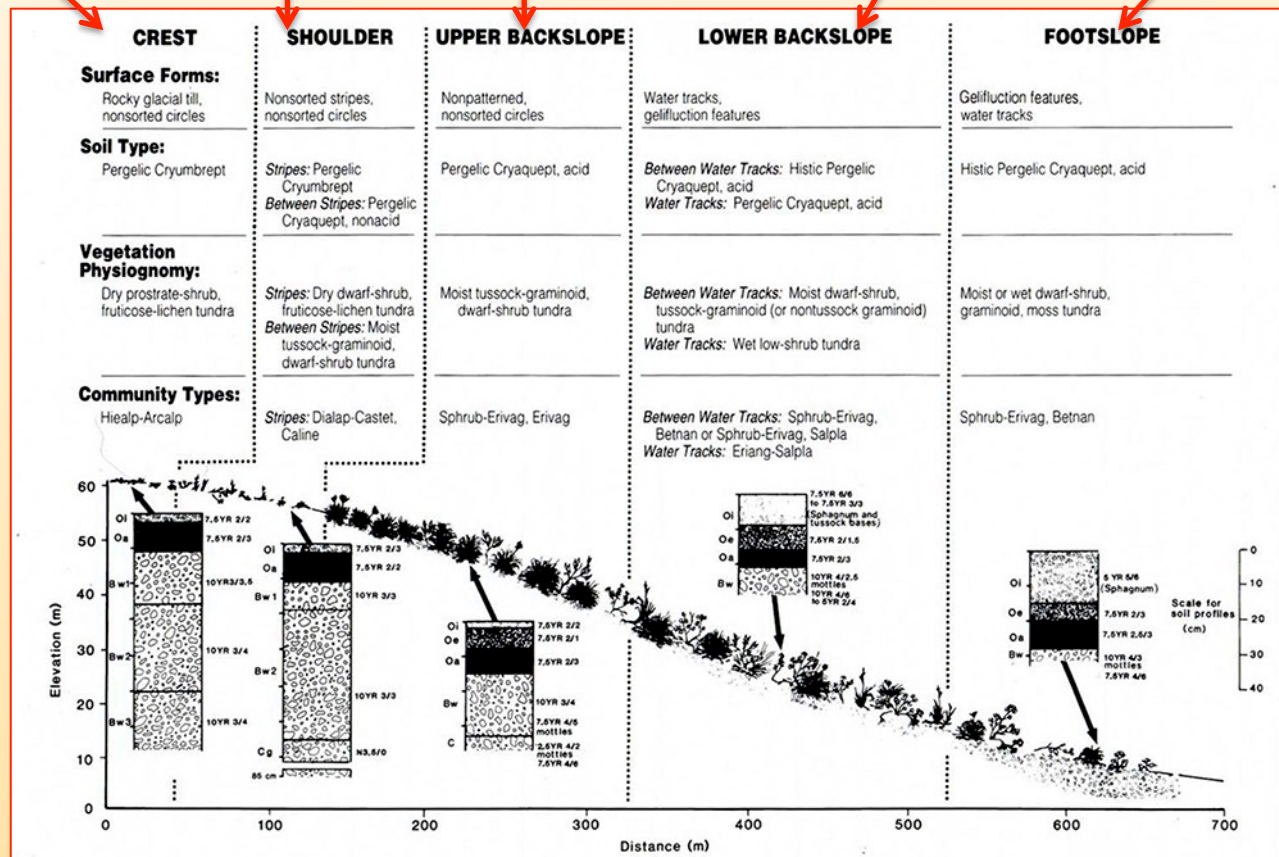 CREST
SHOULDER
UPPER BACKSLOPE
LOWER BACKSLOPE
FOOTSLOPE
Surface Forms:
Rocky glacial till,
nonsorted circles
Nonsorted stripes,
nonsorted circles
Nonpatterned,
nonsorted circles
Water tracks,
gelifluction features
Gelifluction features,
water tracks
Soil Type:
Pergelic Cryumbrept
Stripes: Pergelic
Cryumbrept
Between Stripes: Pergelic
Cryaquept, nonacid
Pergelic Cryaquept, acid
Between Water Tracks: Histic Pergelic
Cryaquept, acid
Water Tracks: Pergelic Cryaquept, acid
Histic Pergelic Cryaquept, acid
Vegetation
Physiognomy:
Dry prostrate-shrub,
fruticose-lichen tundra
Stripes: Dry dwarf-shrub,
fruticose-lichen tundra
Between Stripes: Moist
tussock-graminoid,
dwarf-shrub tundra
Moist tussock-graminoid,
dwarf-shrub tundra
Between Water Tracks: Moist dwarf-shrub,
tussock-graminoid (or nontussock graminoid)
tundra
Water Tracks: Wet low-shrub tundra
Moist or wet dwarf-shrub,
graminoid, moss tundra
Community Types:
Hiealp-Arcalp
Stripes: Dialap-Castet,
Caline
Sphrub-Erivag, Erivag
Between Water Tracks: Sphrub-Erivag,
Betnan or Sphrub-Erivag, Salpla
Water Tracks: Eriang-Salpla
Sphrub-Erivag, Betnan
Elevation (m)
60
50
40
30
20
10
0
Oi
7,5YR 2/2
Oa
7,5YR 2/3
Bw1
10YR3/3,5
Bw2
10YR 3/4
Bw3
10YR 3/4
Oi
7,5YR 2/3
Oa
7,5YR 2/2
Bw1
10YR 3/3
Bw2
10YR 3/3
Cg
N3,5/0
85 cm
Oi
7,5YR 2/2
Oe
7,5YR 2/1
Oa
7,5YR 2/3
Bw
10YR 3/4
7,5YR 4/5
mottles
C
2,5YR 4/2
mottles
7,5YR 4/6
7,5YR 6/6
to 7,5YR 3/3
(Sphagnum and
tussock bases)
Oi
Oe
7,5YR 2/1,5
Oa
7,5YR 2/3
Bw
10YR 4/2,5
mottles
10YR 4/6
to 5YR 2/4
Oi
5 YR 5/6
(Sphagnum)
Oe
7,5YR 2/3
Oa
7,5YR 2,5/3
Bw
10YR 4/3
mottles
7,5YR 4/6
Scale for
soil profiles
(cm)
0
10
20
30
40
0
100
200
300
400
500
600
700
Distance (m)